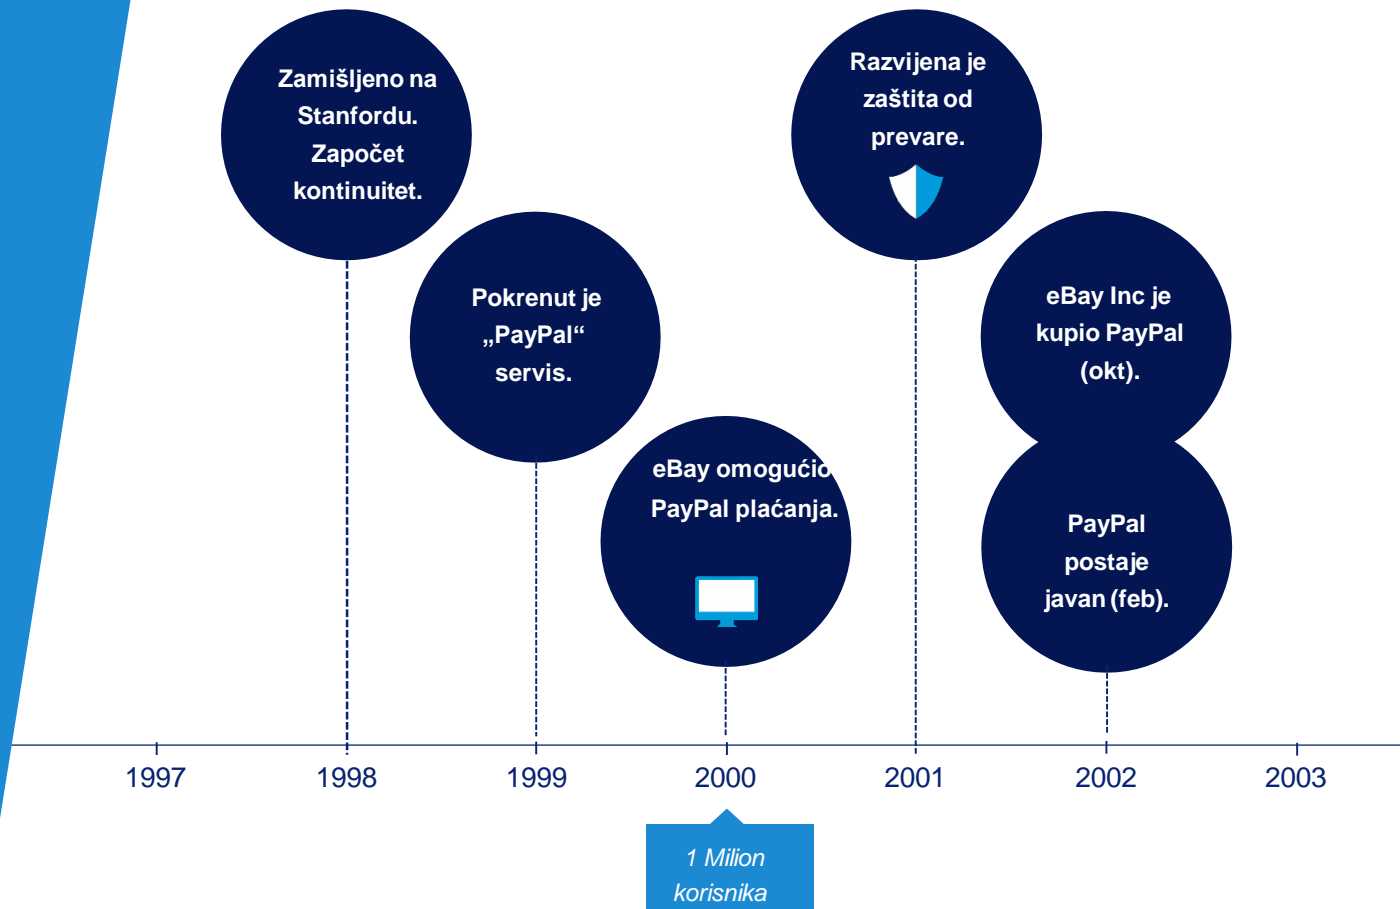 Zamišljeno na
Stanfordu.
Započet
kontinuitet.
Pokrenut je
„PayPal“
servis.
eBay omogućio
PayPal plaćanja.
Razvijena je
zaštita od
prevare.
eBay Inc je
kupio PayPal
(okt).
PayPal
postaje
javan (feb).
1997
1998
1999
2000
2001
2002
2003
1 Milion
korisnika